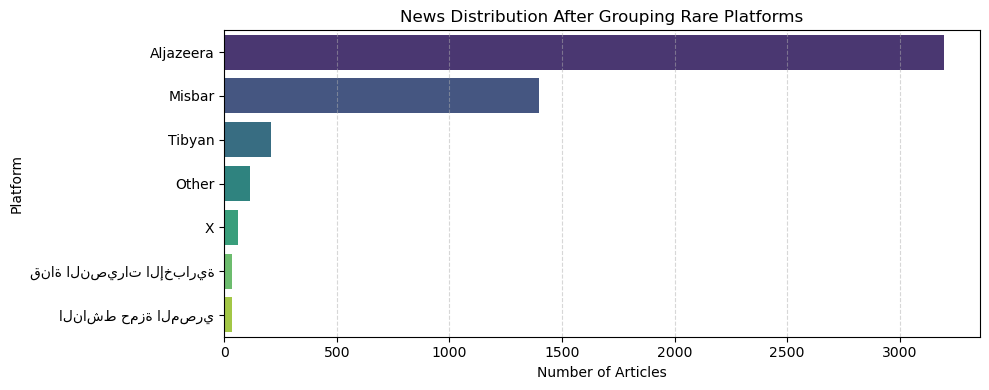 News Distribution After Grouping Rare Platforms
Platform
Aljazeera
Misbar
Tibyan
Other
X
قناة النصيرات الإخبارية
الناشط حمزة المصري
0 500 1000 1500 2000 2500 3000
Number of Articles